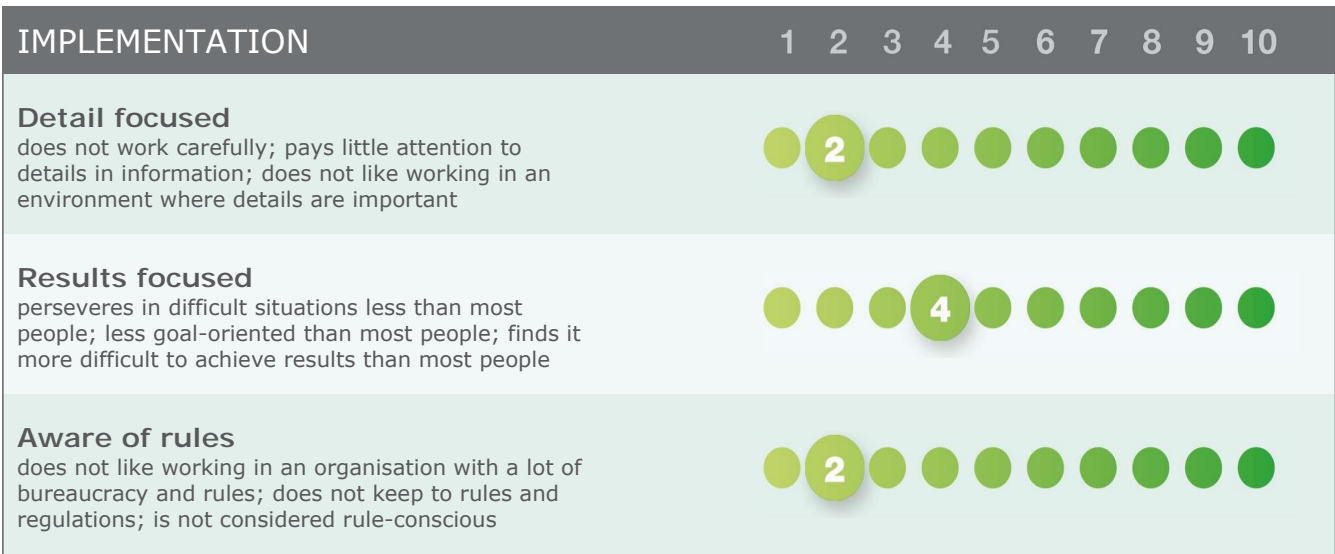 IMPLEMENTATION 1 2 3 4 5 6 7 8 9 10
Detail focused
does not work carefully; pays little attention to
details in information; does not like working in an
environment where details are important
2
Results focused
perseveres in difficult situations less than most
people; less goal-oriented than most people; finds it
more difficult to achieve results than most people
4
Aware of rules
does not like working in an organisation with a lot of
bureaucracy and rules; does not keep to rules and
regulations; is not considered rule-conscious
2